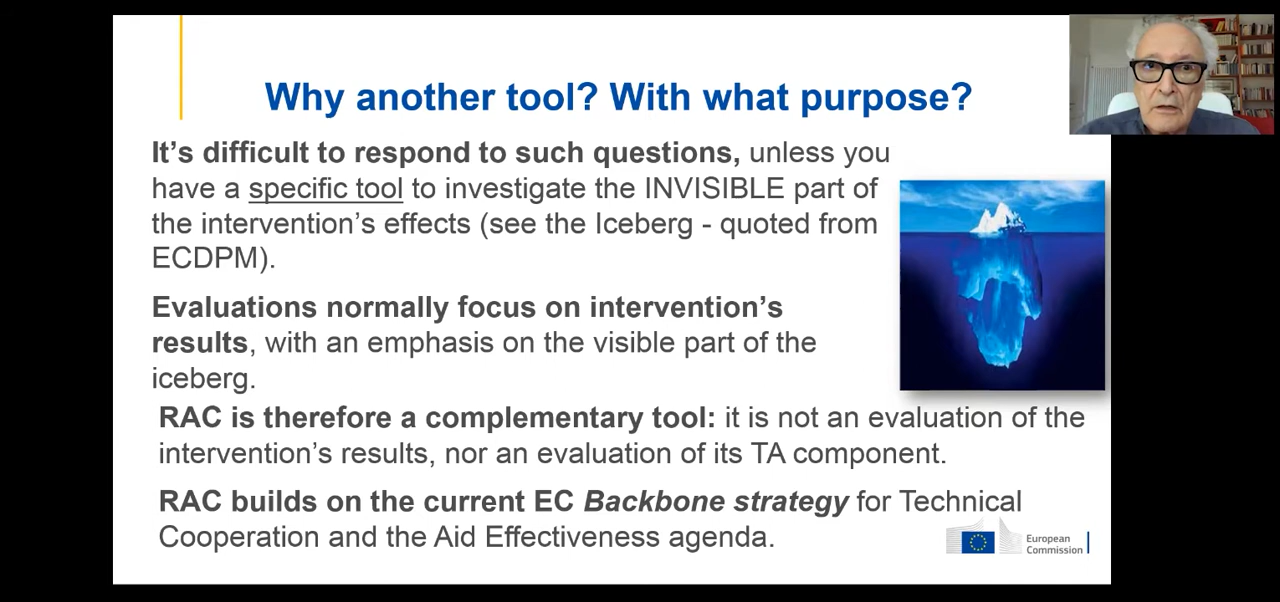 Why another tool? With what purpose?
It’s difficult to respond to such questions, unless you
have a specific tool to investigate the INVISIBLE part of
the intervention’s effects (see the Iceberg - quoted from
ECDPM).
Evaluations normally focus on intervention’s
results, with an emphasis on the visible part of the
iceberg.
RAC is therefore a complementary tool: it is not an evaluation of the
intervention’s results, nor an evaluation of its TA component.
RAC builds on the current EC Backbone strategy for Technical
Cooperation and the Aid Effectiveness agenda.
European
Commission